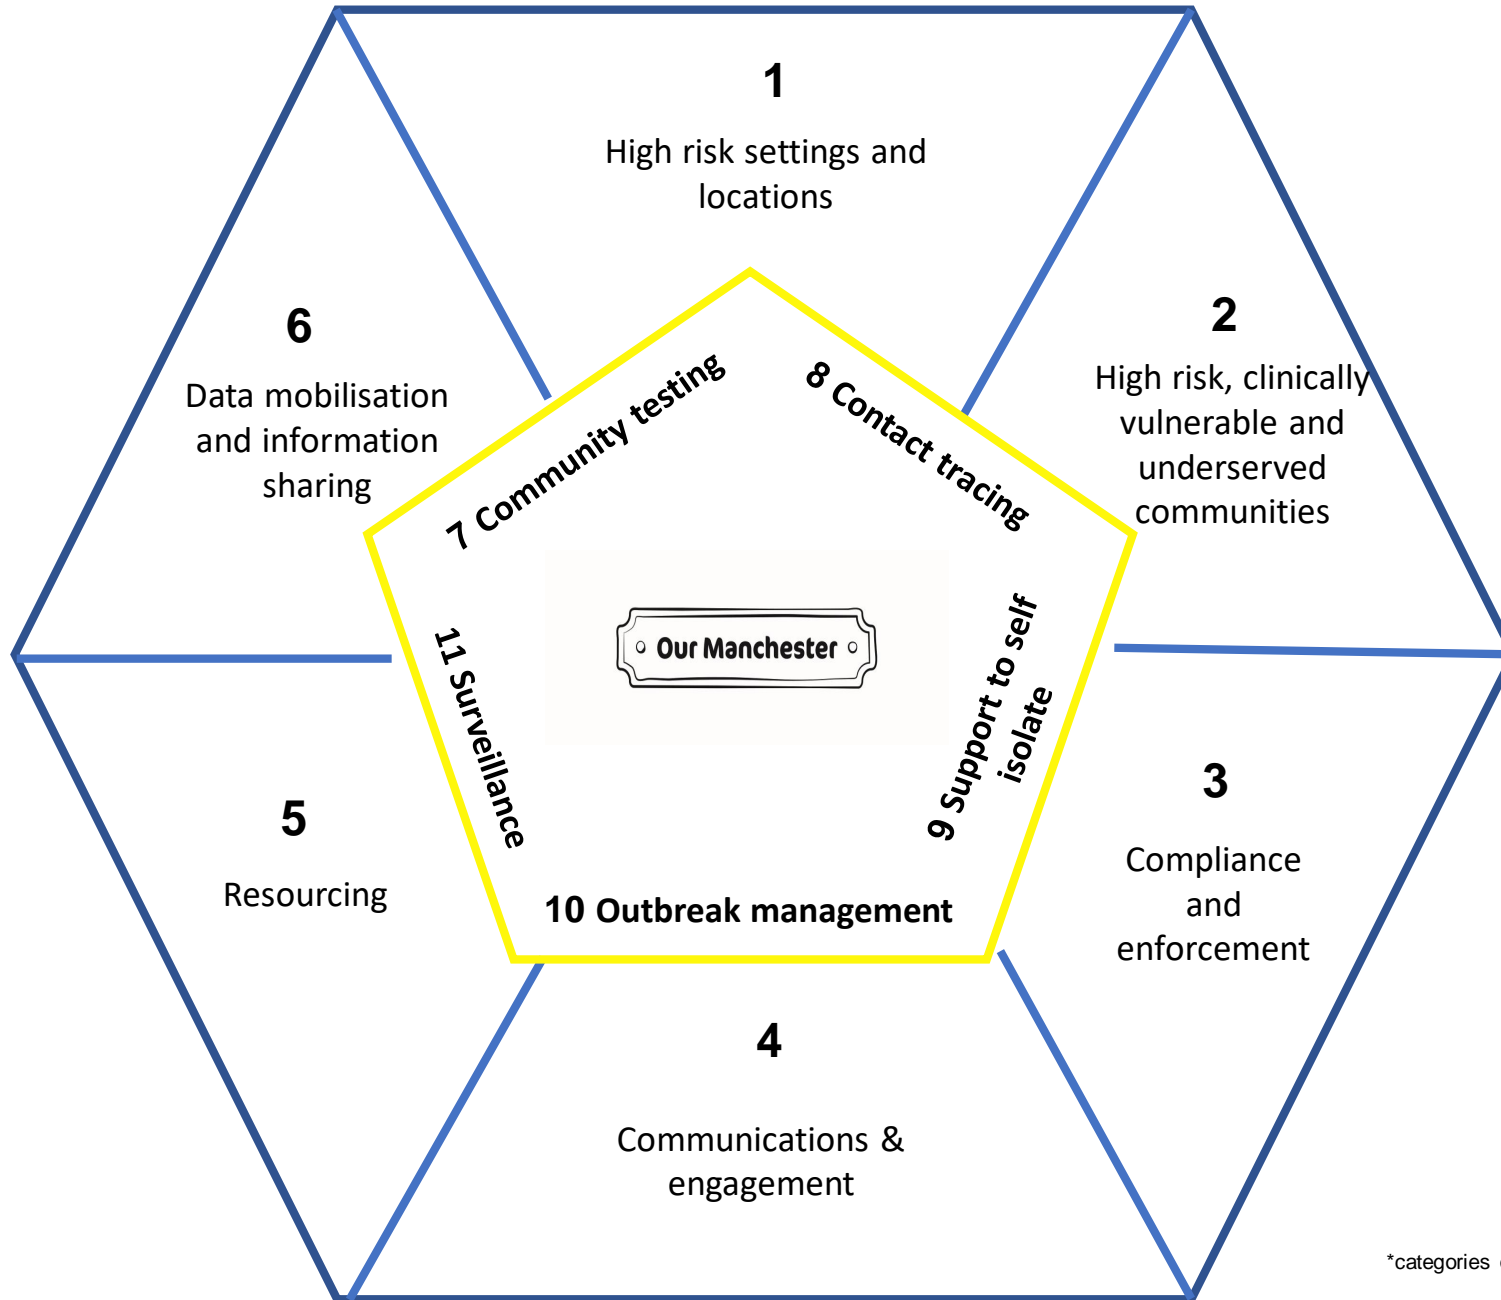 1
High risk settings and
locations
2
High risk, clinically
vulnerable and
underserved
communities
3
Compliance
and
enforcement
4
Communications &
engagement
5
Resourcing
6
Data mobilisation
and information
sharing
7 Community testing
8 Contact tracing
9 Support to self
isolate
10 Outbreak management
11 Surveillance
Our Manchester
*categories